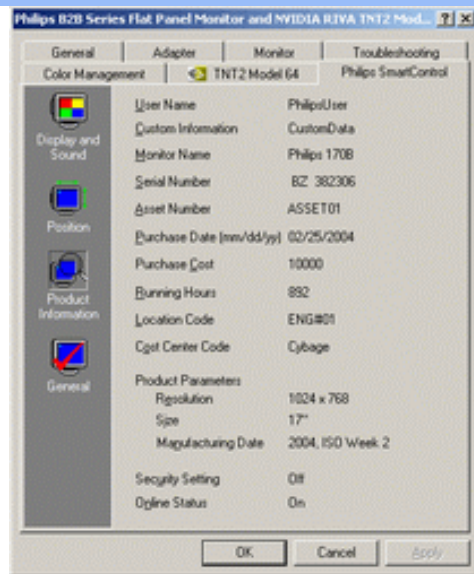 Philips B2B Series Flat Panel Monitor and NVIDIA RIVA TNT2 Mod...
General Adapter Monitor Troubleshooting
Color Management TNT2 Model 64 Philips SmartControl
Display and
Sound
Position
Product
Information
General
User Name PhilipsUser
Custom Information CustomData
Monitor Name Philips 170B
Serial Number BZ 382306
Asset Number ASSET01
Purchase Date (mm/dd/yy) 02/25/2004
Purchase Cost 10000
Running Hours 892
Location Code ENG#01
Cost Center Code Cybage
Product Parameters
Resolution 1024 x 768
Size 17"
Manufacturing Date 2004, ISO Week 2
Security Setting Off
Online Status On
OK Cancel Apply